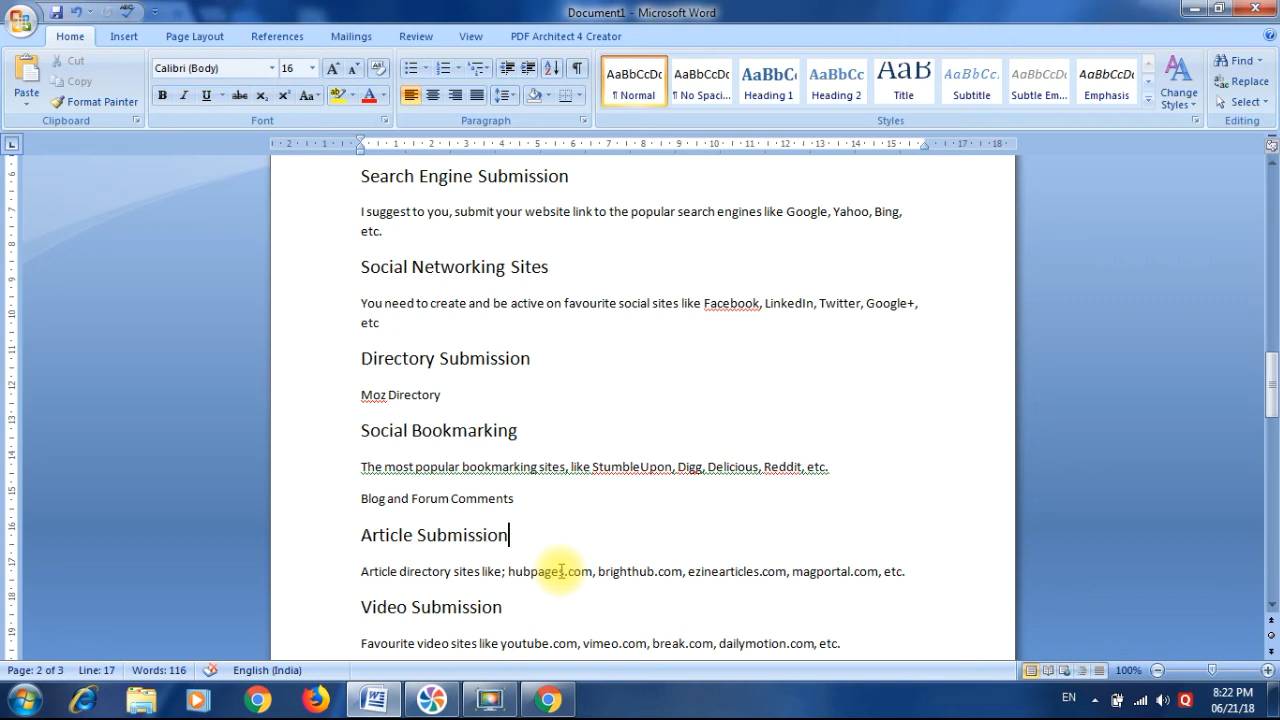 Document1 - Microsoft Word
Home Insert Page Layout References Mailings Review View PDF Architect 4 Creator
Paste
Cut
Copy
Format Painter
Clipboard
Calibri (Body) 16
Font
Paragraph
AaBbCcDc AaBbCcDc AaBbC AaBbCc AaB AaBbCc. AaBbCcDc AaBbCcDc
¶ Normal ¶ No Spaci... Heading 1 Heading 2 Title Subtitle Subtle Em... Emphasis
Change
Styles
Styles
Find
Replace
Select
Editing
Search Engine Submission
I suggest to you, submit your website link to the popular search engines like Google, Yahoo, Bing,
etc.
Social Networking Sites
You need to create and be active on favourite social sites like Facebook, LinkedIn, Twitter, Google+,
etc
Directory Submission
Moz Directory
Social Bookmarking
The most popular bookmarking sites, like StumbleUpon, Digg, Delicious, Reddit, etc.
Blog and Forum Comments
Article Submission
Article directory sites like; hubpages.com, brighthub.com, ezinearticles.com, magportal.com, etc.
Video Submission
Favourite video sites like youtube.com, vimeo.com, break.com, dailymotion.com, etc.
Page: 2 of 3 Line: 17 Words: 116 English (India) 100%
EN
8:22 PM
06/21/18